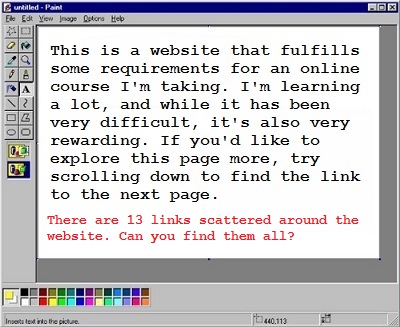 untitled - Paint
File Edit View Image Options Help
This is a website that fulfills
some requirements for an online
course I'm taking. I'm learning
a lot, and while it has been
very difficult, it's also very
rewarding. If you'd like to
explore this page more, try
scrolling down to find the link
to the next page.
There are 13 links scattered around the
website. Can you find them all?
A
Inserts text into the picture.
440,113